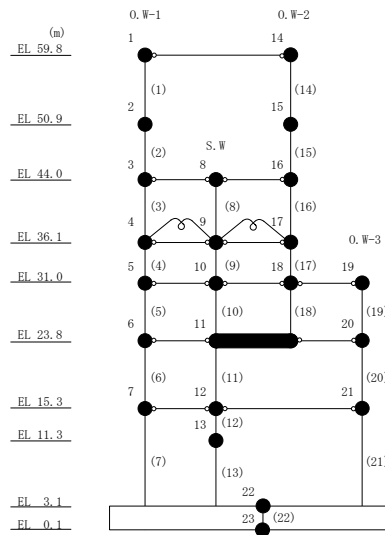 O.W-1 O.W-2
(m)
EL 59.8 1 14
(1) (14)
EL 50.9 2 15
(2) S.W (15)
EL 44.0 3 8 16
(3) (8) (16)
EL 36.1 4 9 17 O.W-3
EL 31.0 5 (4) 10 (9) 18 (17) 19
(5) (10) (18) (19)
EL 23.8 6 11 20
(6) (11) (20)
EL 15.3 7 12 21
EL 11.3 13 (12)
(7) (13) (21)
EL 3.1 22
EL 0.1 23 (22)